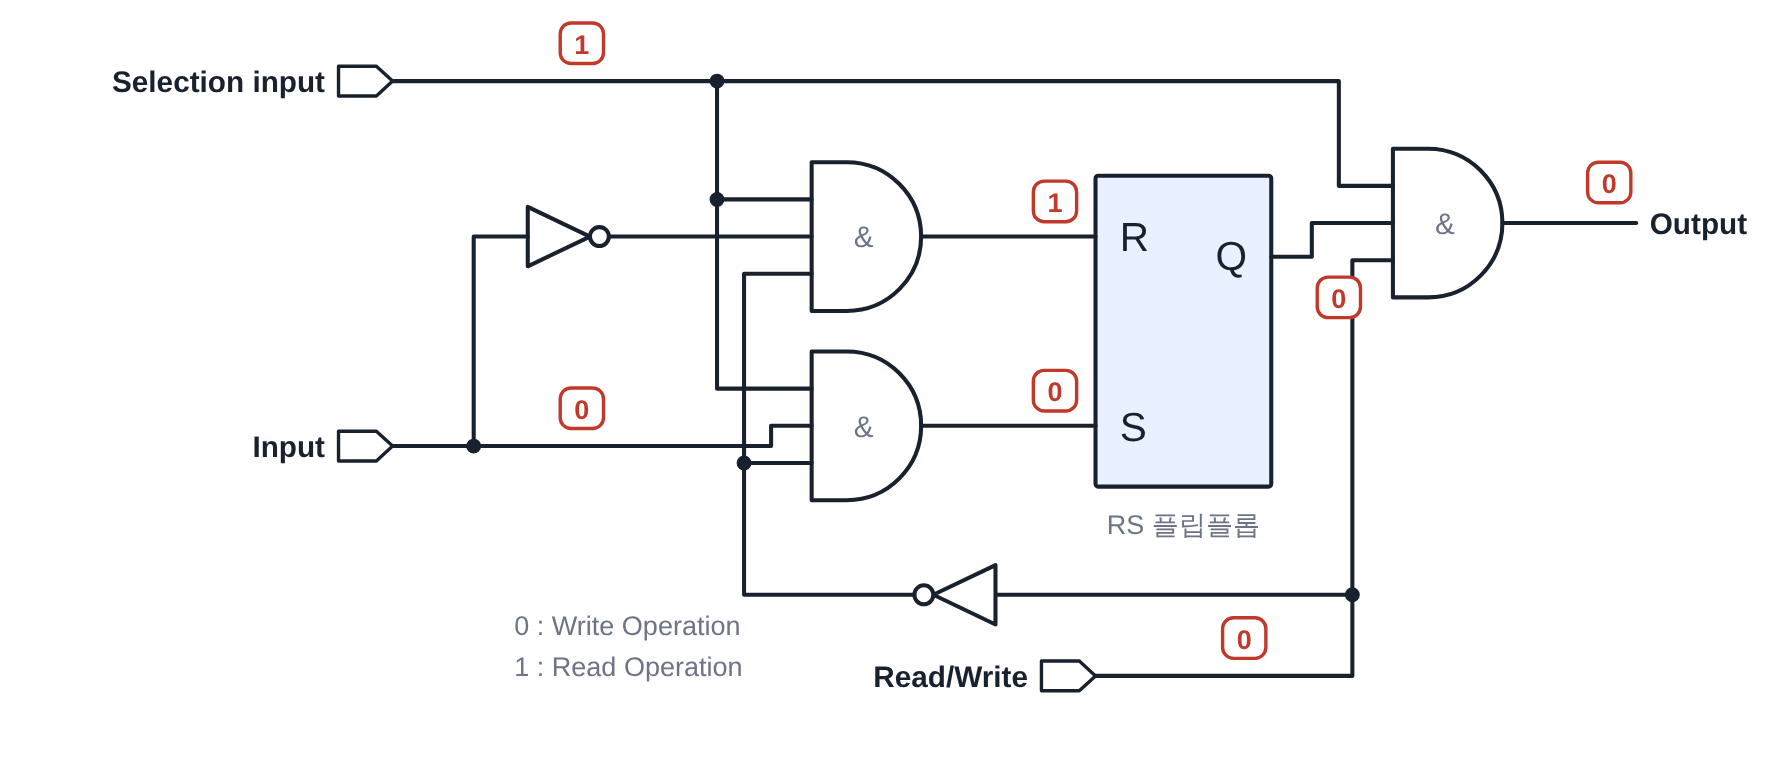 1
Selection input
0
1
Output
R
&
&
Q
0
0
0
&
S
Input
RS 플립플롭
0 : Write Operation
0
1 : Read Operation
Read/Write